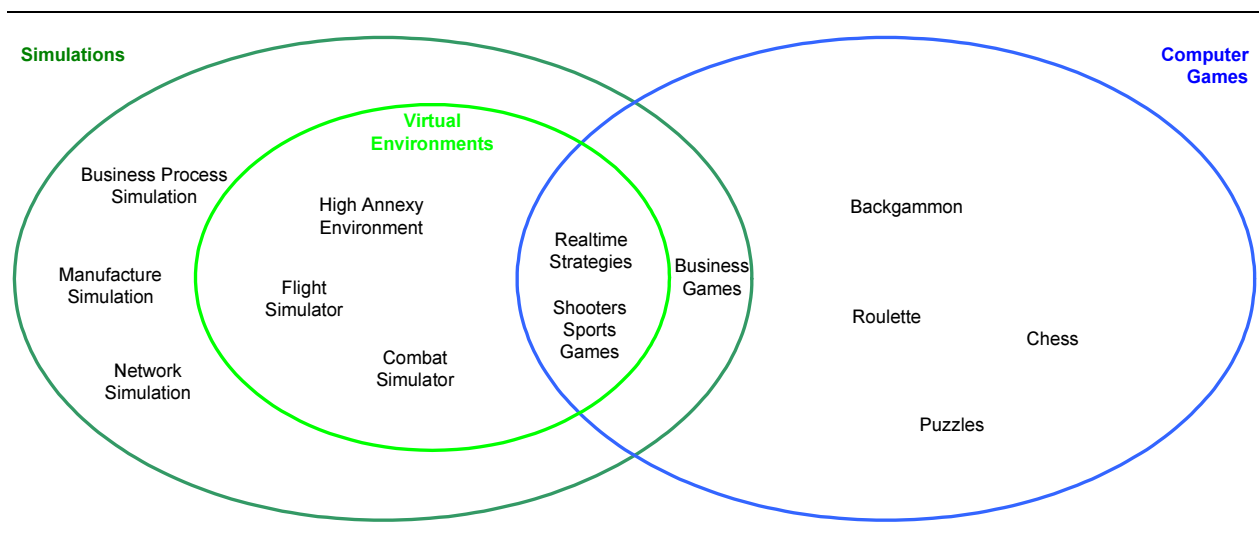 Simulations
Computer
Games
Virtual
Environments
Business Process
Simulation
High Annexy
Environment
Backgammon
Realtime
Strategies
Business
Games
Manufacture
Simulation
Flight
Simulator
Shooters
Sports
Games
Roulette
Chess
Combat
Simulator
Network
Simulation
Puzzles